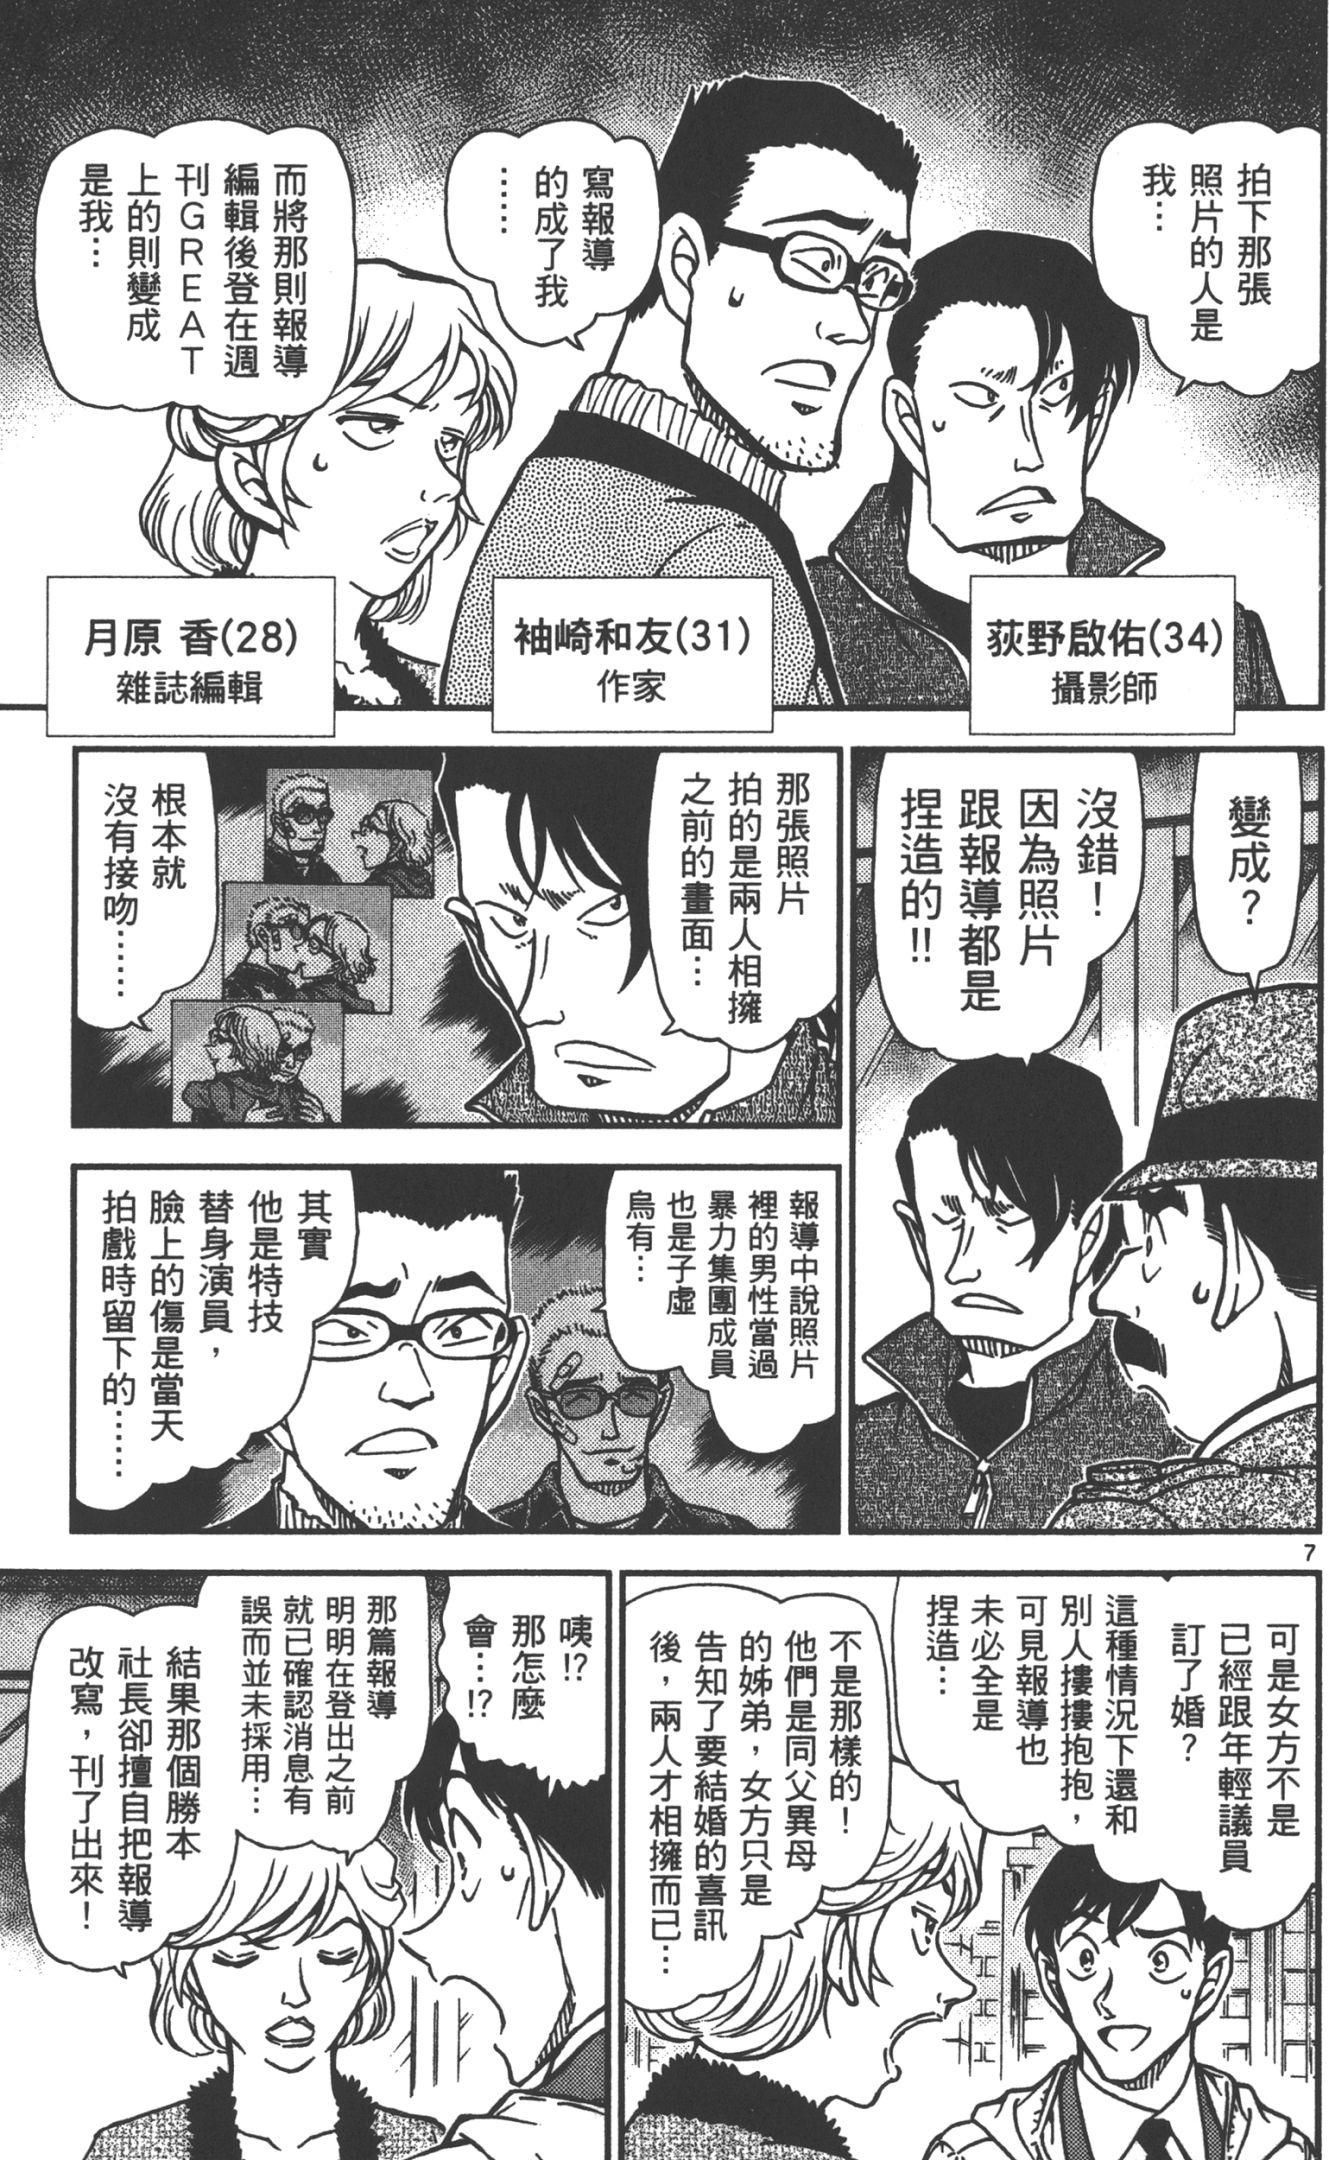 拍下那張
照片的人是
我…
寫報導
的成了我
……
而將那則報導
編輯後登在週
刊GREAT
上的則變成
是我…
荻野啟佑(34)
攝影師
袖崎和友(31)
作家
月原 香(28)
雜誌編輯
變成？
沒錯！
因為照片
跟報導都是
捏造的!!
那張照片
拍的是兩人相擁
之前的畫面…
根本就
沒有接吻……
報導中說照片
裡的男性當過
暴力集團成員
也是子虛
烏有…
其實
他是特技
替身演員，
臉上的傷是當天
拍戲時留下的……
7
可是女方不是
已經跟年輕議員
訂了婚？
這種情況下還和
別人摟摟抱抱，
可見報導也
未必全是
捏造…
不是那樣的！
他們是同父異母
的姊弟，女方只是
告知了要結婚的喜訊
後，兩人才相擁而已…
咦!?
那怎麼
會…!?
那篇報導
明明在登出之前
就已確認消息有
誤而並未採用…
結果那個勝本
社長卻擅自把報導
改寫，刊了出來！